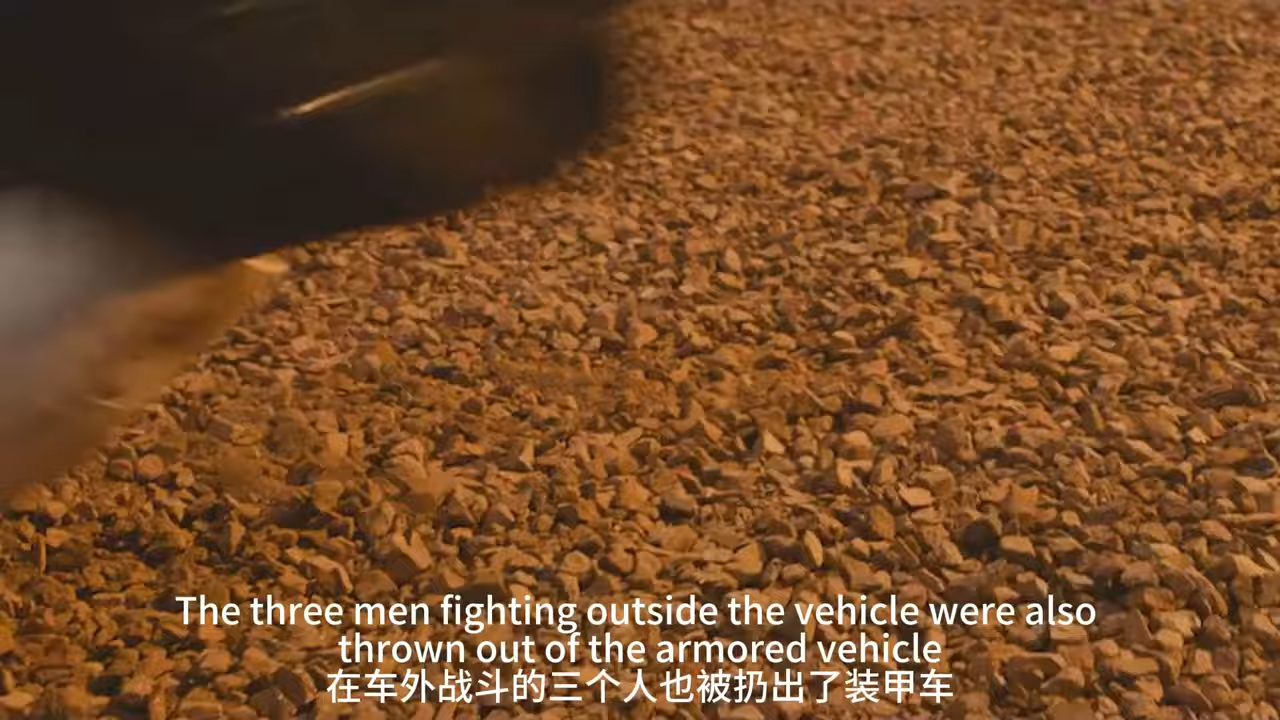 The three men fighting outside the vehicle were also
thrown out of the armored vehicle
在车外战斗的三个人也被扔出了装甲车